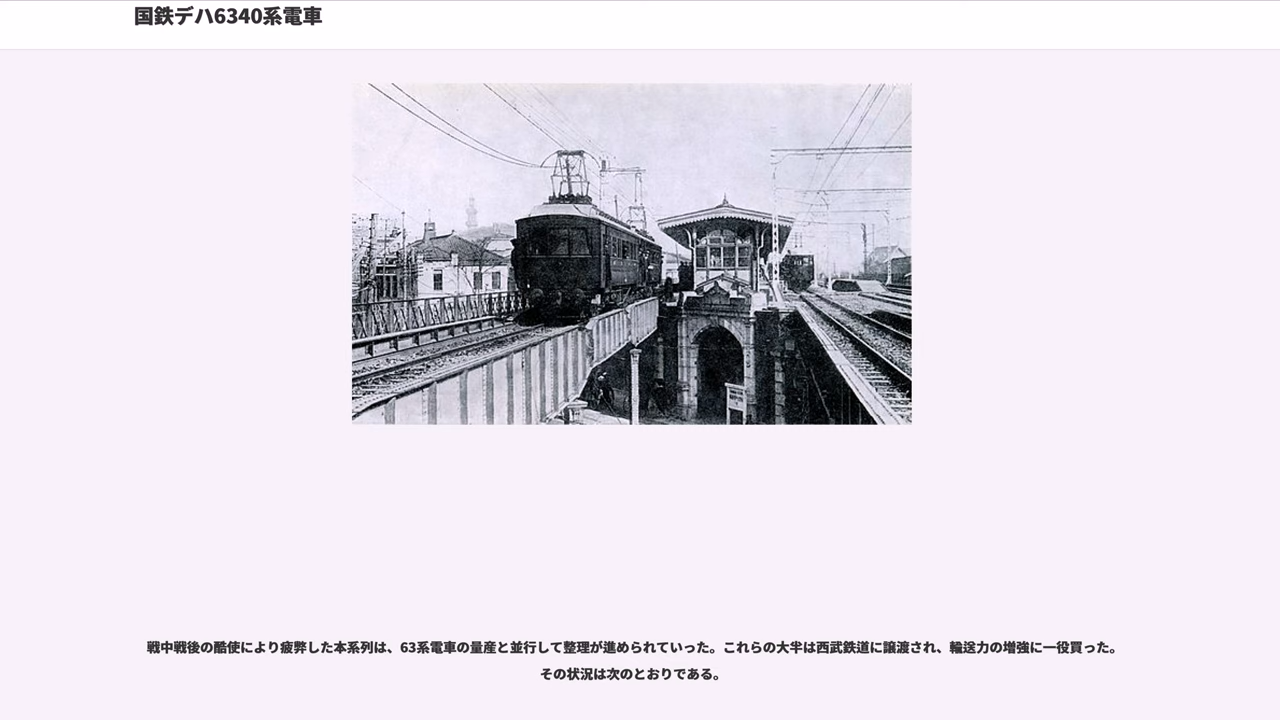 国鉄デハ6340系電車
戦中戦後の酷使により疲弊した本系列は、63系電車の量産と並行して整理が進められていった。これらの大半は西武鉄道に譲渡され、輸送力の増強に一役買った。
その状況は次のとおりである。